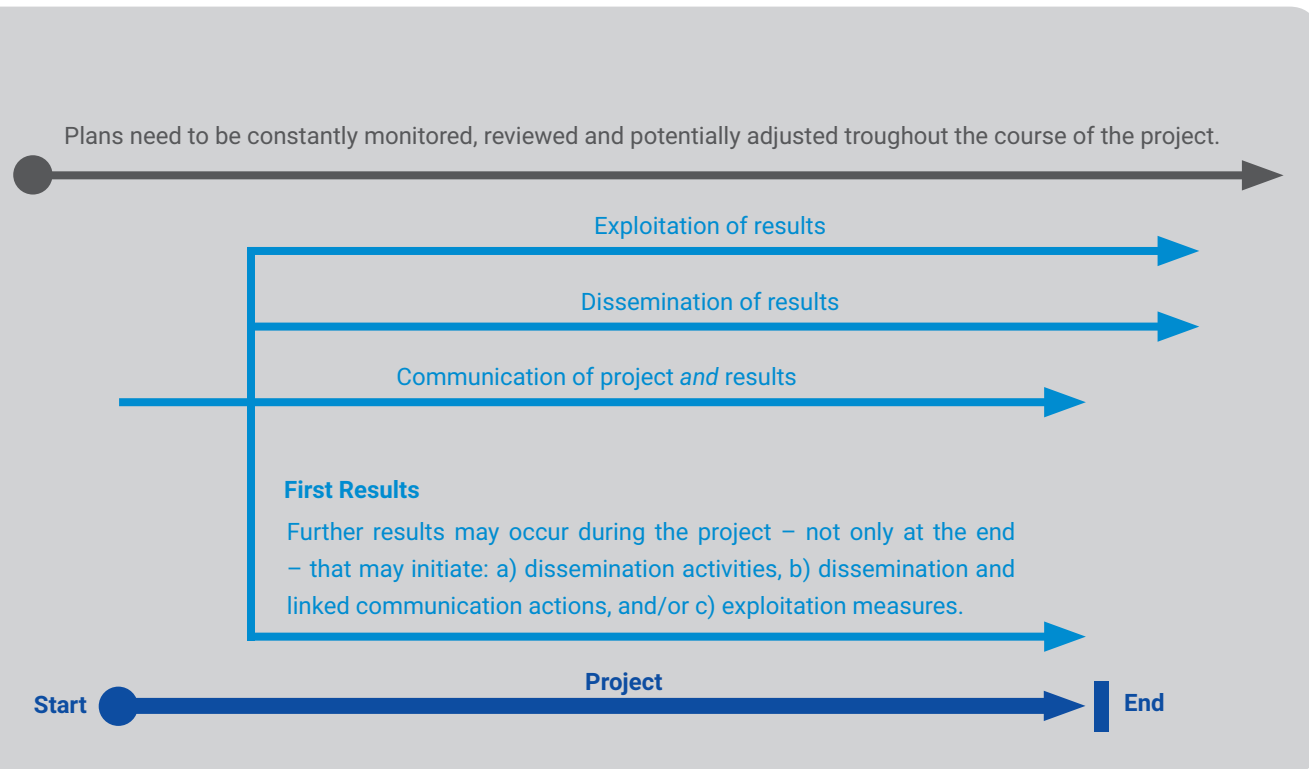 Plans need to be constantly monitored, reviewed and potentially adjusted troughout the course of the project.
Exploitation of results
Dissemination of results
Communication of project and results
First Results
Further results may occur during the project – not only at the end
– that may initiate: a) dissemination activities, b) dissemination and
linked communication actions, and/or c) exploitation measures.
Project
Start
End